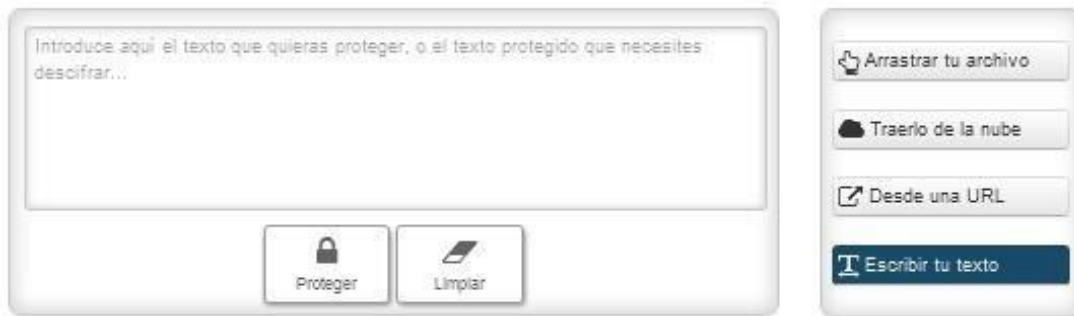 Introduce aquí el texto que quieras proteger, o el texto protegido que necesites
descifrar...
Proteger
Limpiar
Arrastrar tu archivo
Traerlo de la nube
Desde una URL
Escribir tu texto